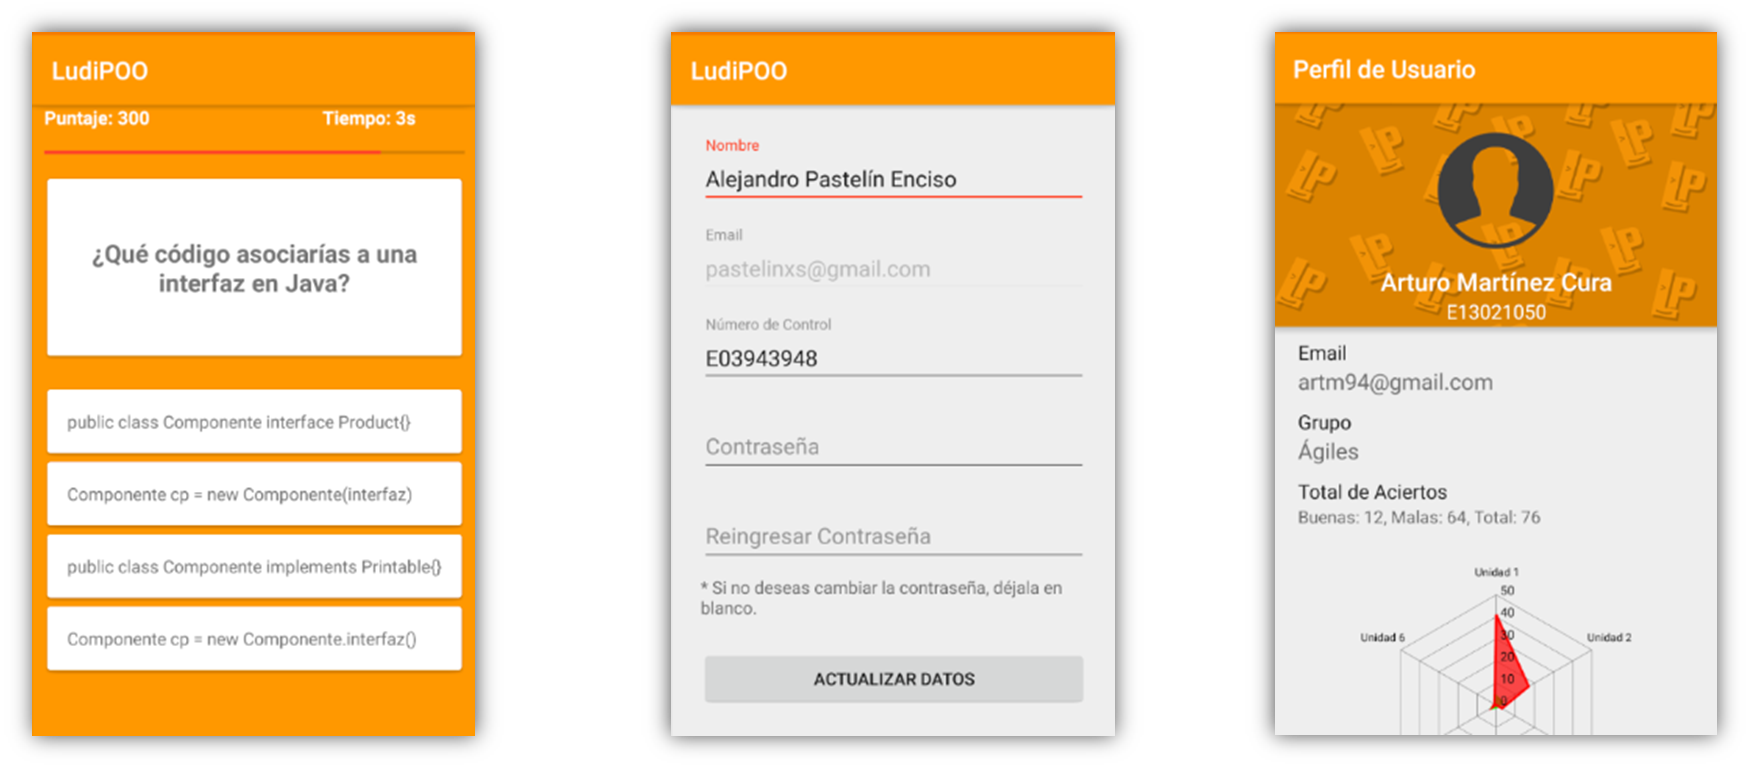 LudiPOO
Puntaje: 300
Tiempo: 3s
¿Qué código asociarías a una
interfaz en Java?
public class Componente interface Product{}
Componente cp = new Componente(interfaz)
public class Componente implements Printable{}
Componente cp = new Componente.interfaz()
LudiPOO
Nombre
Alejandro Pastelín Enciso
Email
pastelinxs@gmail.com
Número de Control
E03943948
Contraseña
Reingresar Contraseña
* Si no deseas cambiar la contraseña, déjala en
blanco.
ACTUALIZAR DATOS
Perfil de Usuario
Arturo Martínez Cura
E13021050
Email
artm94@gmail.com
Grupo
Ágiles
Total de Aciertos
Buenas: 12, Malas: 64, Total: 76
Unidad 1
50
40
Unidad 6
30
Unidad 2
20
10
0